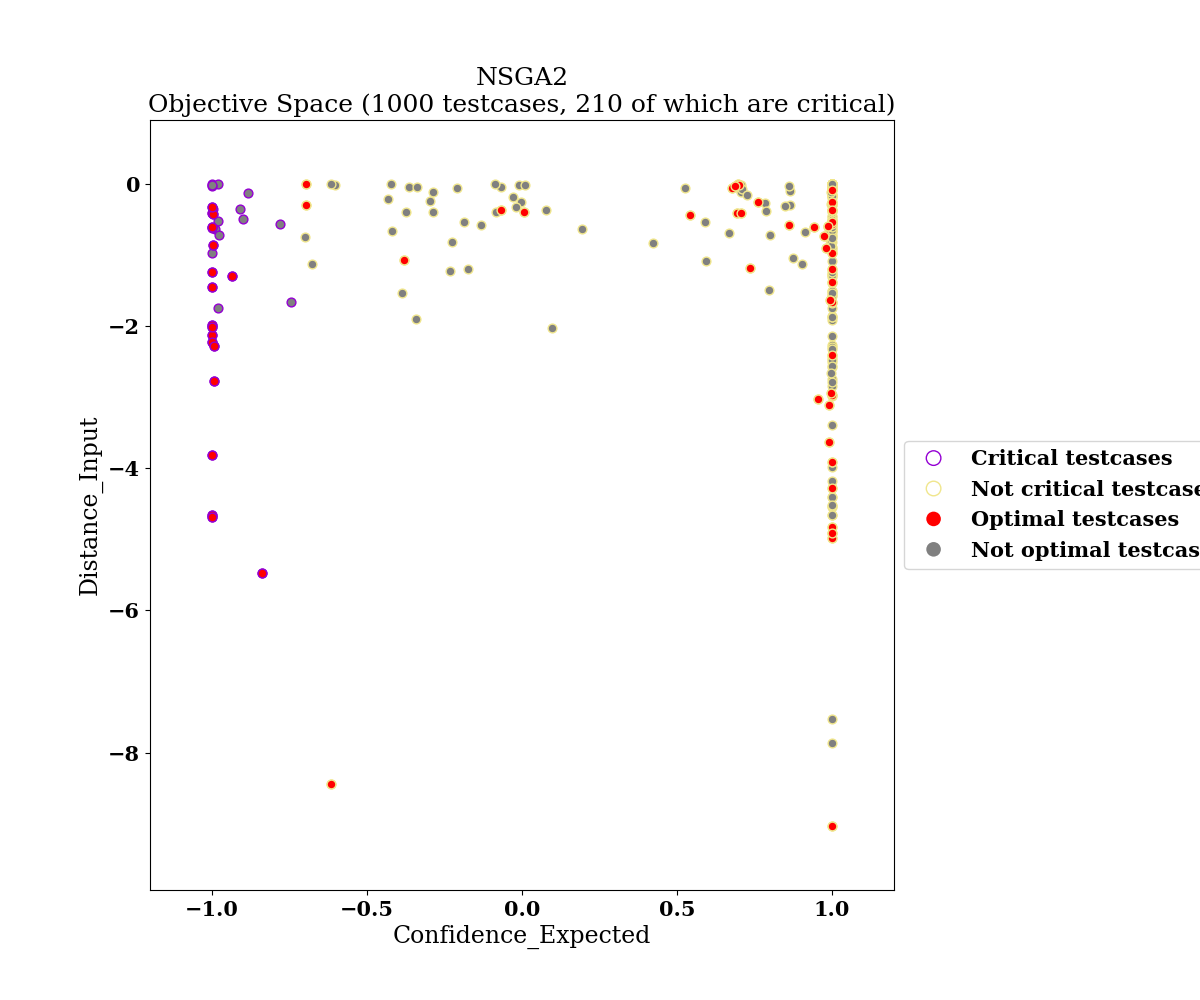 NSGA2
Objective Space (1000 testcases, 210 of which are critical)
0
−2
−4
−6
−8
Distance_Input
−1.0
−0.5
0.0
0.5
1.0
Confidence_Expected
Critical testcases
Not critical testcase
Optimal testcases
Not optimal testcas